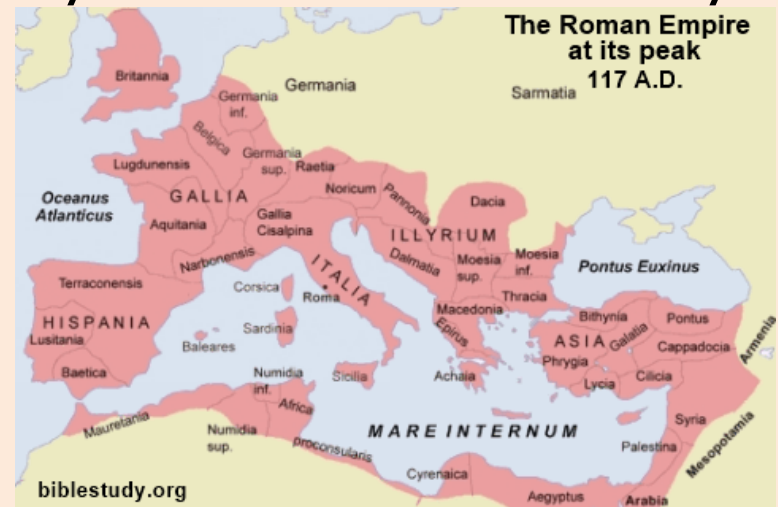 The Roman Empire
at its peak
117 A.D.
Britannia
Germania
Sarmatia
Germania
inf.
Belgica
Germania
sup.
Raetia
Lugdunensis
Noricum
Pannonia
Oceanus
Atlanticus
GALLIA
Dacia
Aquitania
Gallia
Cisalpina
ILLYRIUM
Narbonensis
ITALIA
Dalmatia
Moesia
sup.
Moesia
inf.
Pontus Euxinus
Terraconensis
Corsica
Roma
Thracia
Macedonia
HISPANIA
Lusitania
Sardinia
Epirus
Bithynia
Pontus
ASIA
Galatia
Armenia
Baleares
Phrygia
Cappadocia
Baetica
Numidia
inf.
Sicilia
Achaia
Lycia
Cilicia
Africa
proconsularis
Mauretania
Numidia
sup.
MARE INTERNUM
Syria
Palestina
Mesopotamia
Cyrenaica
Aegyptus
Arabia
biblestudy.org